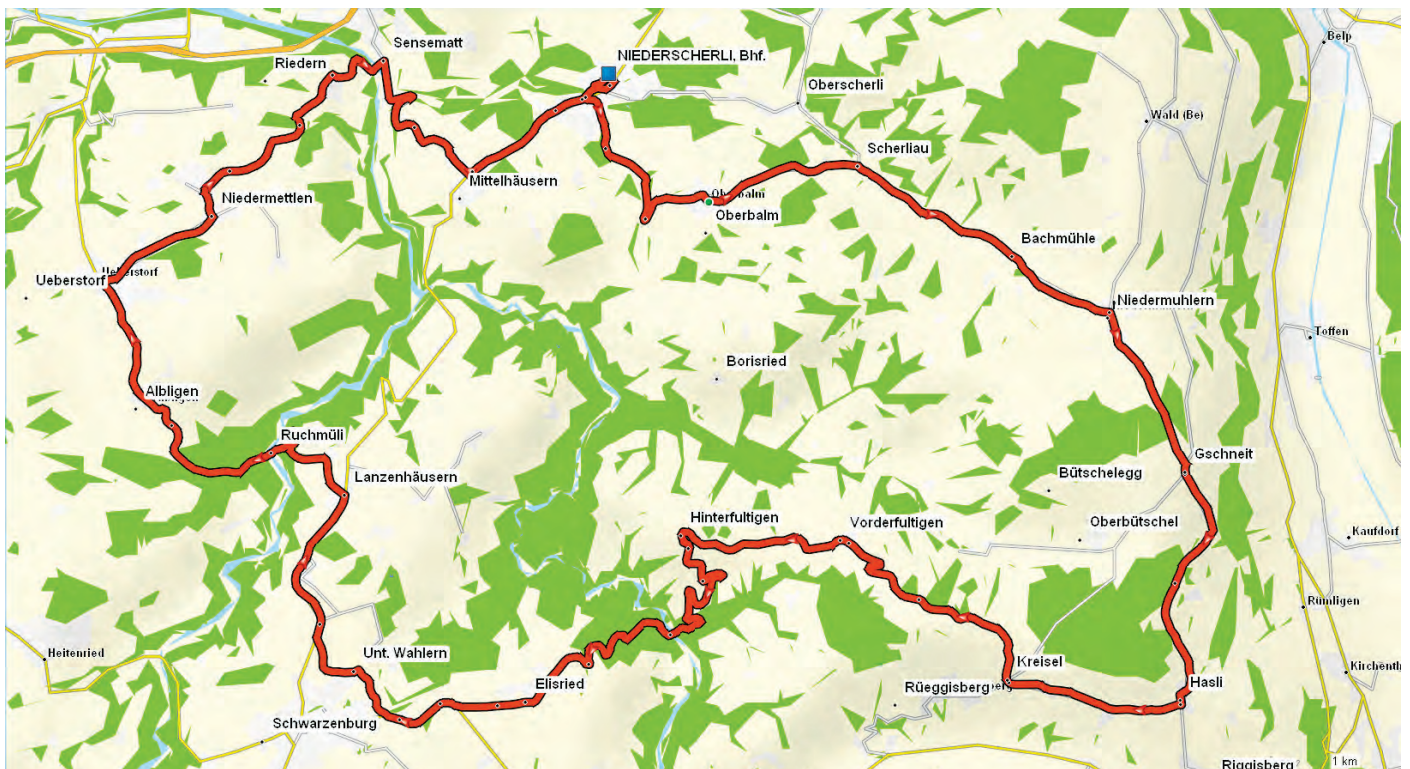 Belp
Sensematt
NIEDERSCHERLI, Bhf.
Riedern
Oberscherli
Wald (Be)
Scherliau
Mittelhäusern
Niedermettlen
Oberbalm
Bachmühle
Ueberstorf
Niedermuhlern
Toffen
Borisried
Albligen
Ruchmüli
Gschneit
Lanzenhäusern
Bütschelegg
Hinterfultigen
Vorderfultigen
Oberbütschel
Kaufdorf
Rümligen
Heitenried
Unt. Wahlern
Kreisel
Kirchenth
Elisried
Rüeggisberg
Hasli
Schwarzenburg
Riggisberg
1 km